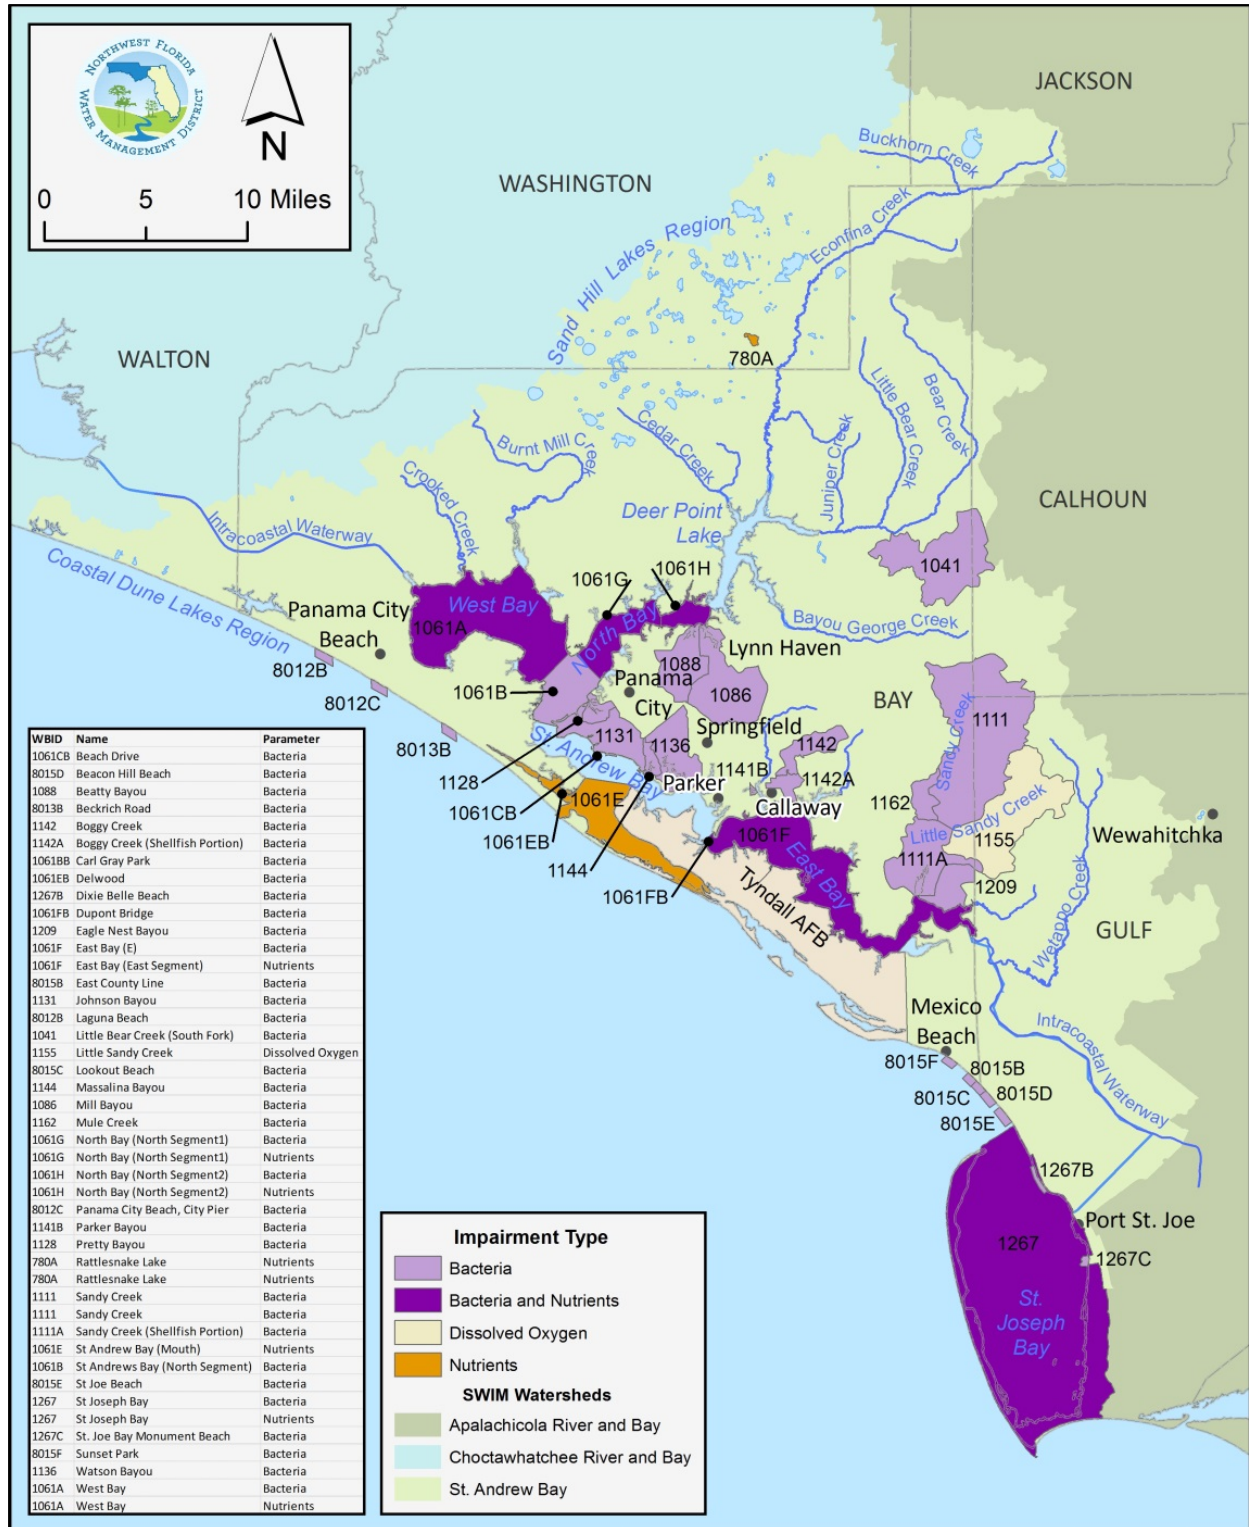 NORTHWEST FLORIDA
WATER MANAGEMENT DISTRICT
N
0 5 10 Miles
JACKSON
WASHINGTON
WALTON
CALHOUN
BAY
GULF
Buckhorn Creek
Econfina Creek
Sand Hill Lakes Region
780A
Little Bear Creek
Bear Creek
Juniper Creek
Cedar Creek
Burnt Mill Creek
Crooked Creek
Intracoastal Waterway
Coastal Dune Lakes Region
Deer Point
Lake
1041
1061G
1061H
West Bay
1061A
North Bay
Bayou George Creek
Panama City
Beach
Lynn Haven
8012B
8012C
1088
1086
Panama
City
1061B
1111
Sandy Creek
8013B
1131
1136
Springfield
1128
St. Andrew Bay
1142
1141B
1142A
Parker
Callaway
1061CB
1061E
1061EB
1144
1061F
1061FB
East Bay
Tyndall AFB
1162
Little Sandy Creek
1155
1111A
1209
Wewahitchka
Wetappo Creek
Mexico
Beach
Intracoastal Waterway
8015F
8015B
8015C
8015D
8015E
1267B
Port St. Joe
1267
1267C
St.
Joseph
Bay
WBID Name Parameter
1061CB Beach Drive Bacteria
8015D Beacon Hill Beach Bacteria
1088 Beatty Bayou Bacteria
8013B Beckrich Road Bacteria
1142 Boggy Creek Bacteria
1142A Boggy Creek (Shellfish Portion) Bacteria
1061BB Carl Gray Park Bacteria
1061EB Delwood Bacteria
1267B Dixie Belle Beach Bacteria
1061FB Dupont Bridge Bacteria
1209 Eagle Nest Bayou Bacteria
1061F East Bay (E) Bacteria
1061F East Bay (East Segment) Nutrients
8015B East County Line Bacteria
1131 Johnson Bayou Bacteria
8012B Laguna Beach Bacteria
1041 Little Bear Creek (South Fork) Bacteria
1155 Little Sandy Creek Dissolved Oxygen
8015C Lookout Beach Bacteria
1144 Massalina Bayou Bacteria
1086 Mill Bayou Bacteria
1162 Mule Creek Bacteria
1061G North Bay (North Segment1) Bacteria
1061G North Bay (North Segment1) Nutrients
1061H North Bay (North Segment2) Bacteria
1061H North Bay (North Segment2) Nutrients
8012C Panama City Beach, City Pier Bacteria
1141B Parker Bayou Bacteria
1128 Pretty Bayou Bacteria
780A Rattlesnake Lake Nutrients
780A Rattlesnake Lake Nutrients
1111 Sandy Creek Bacteria
1111 Sandy Creek Bacteria
1111A Sandy Creek (Shellfish Portion) Bacteria
1061E St Andrew Bay (Mouth) Nutrients
1061B St Andrews Bay (North Segment) Bacteria
8015E St Joe Beach Bacteria
1267 St Joseph Bay Bacteria
1267 St Joseph Bay Nutrients
1267C St. Joe Bay Monument Beach Bacteria
8015F Sunset Park Bacteria
1136 Watson Bayou Bacteria
1061A West Bay Bacteria
1061A West Bay Nutrients
Impairment Type
Bacteria
Bacteria and Nutrients
Dissolved Oxygen
Nutrients
SWIM Watersheds
Apalachicola River and Bay
Choctawhatchee River and Bay
St. Andrew Bay